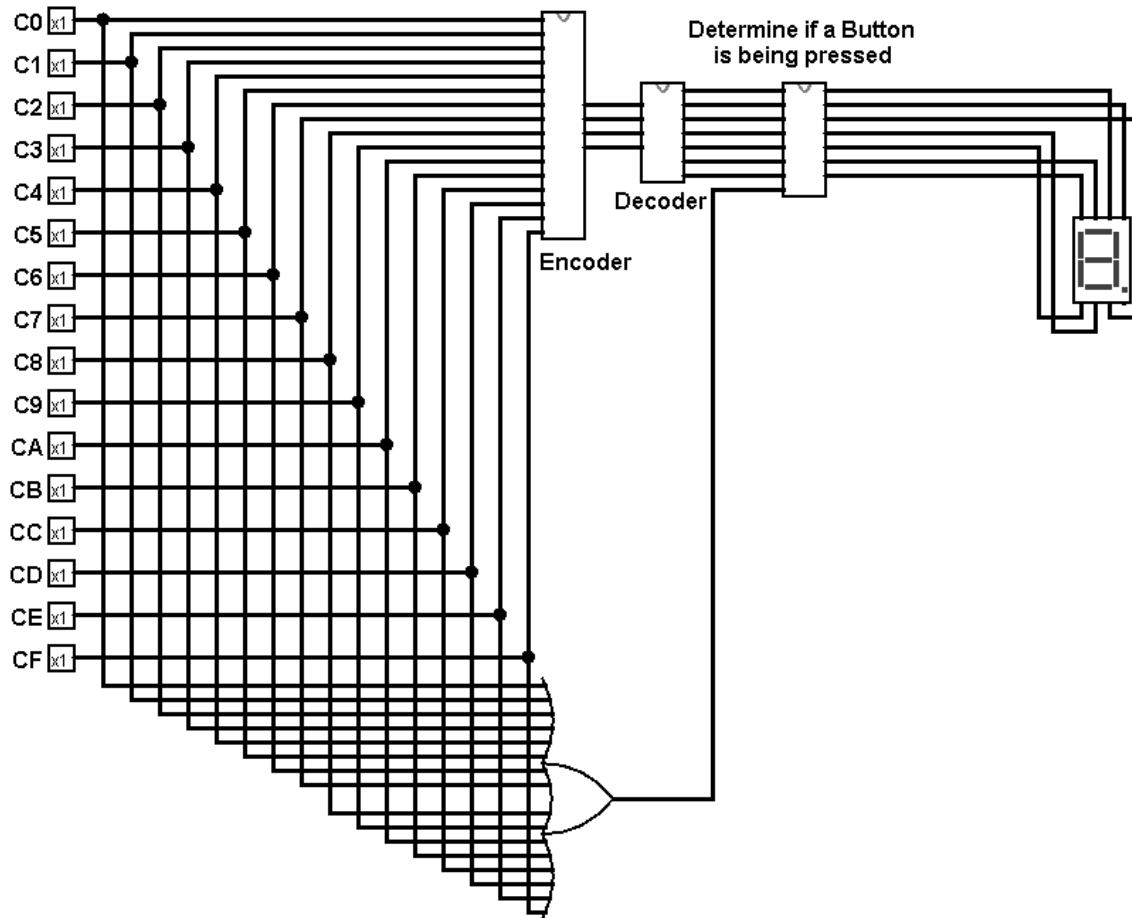 C0 x1
Determine if a Button
is being pressed
C1 x1
C2 x1
C3 x1
C4 x1
Decoder
C5 x1
Encoder
C6 x1
C7 x1
C8 x1
C9 x1
CA x1
CB x1
CC x1
CD x1
CE x1
CF x1